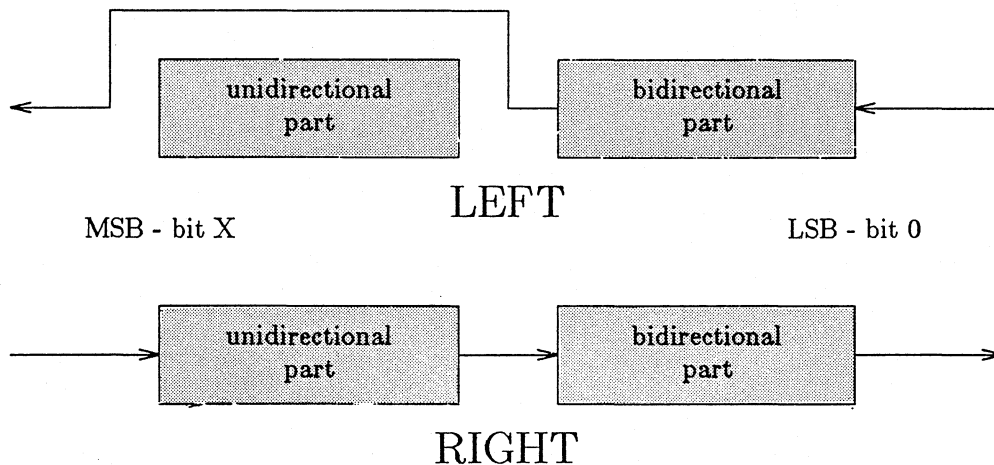 unidirectional
part
bidirectional
part
LEFT
MSB - bit X
LSB - bit 0
unidirectional
part
bidirectional
part
RIGHT